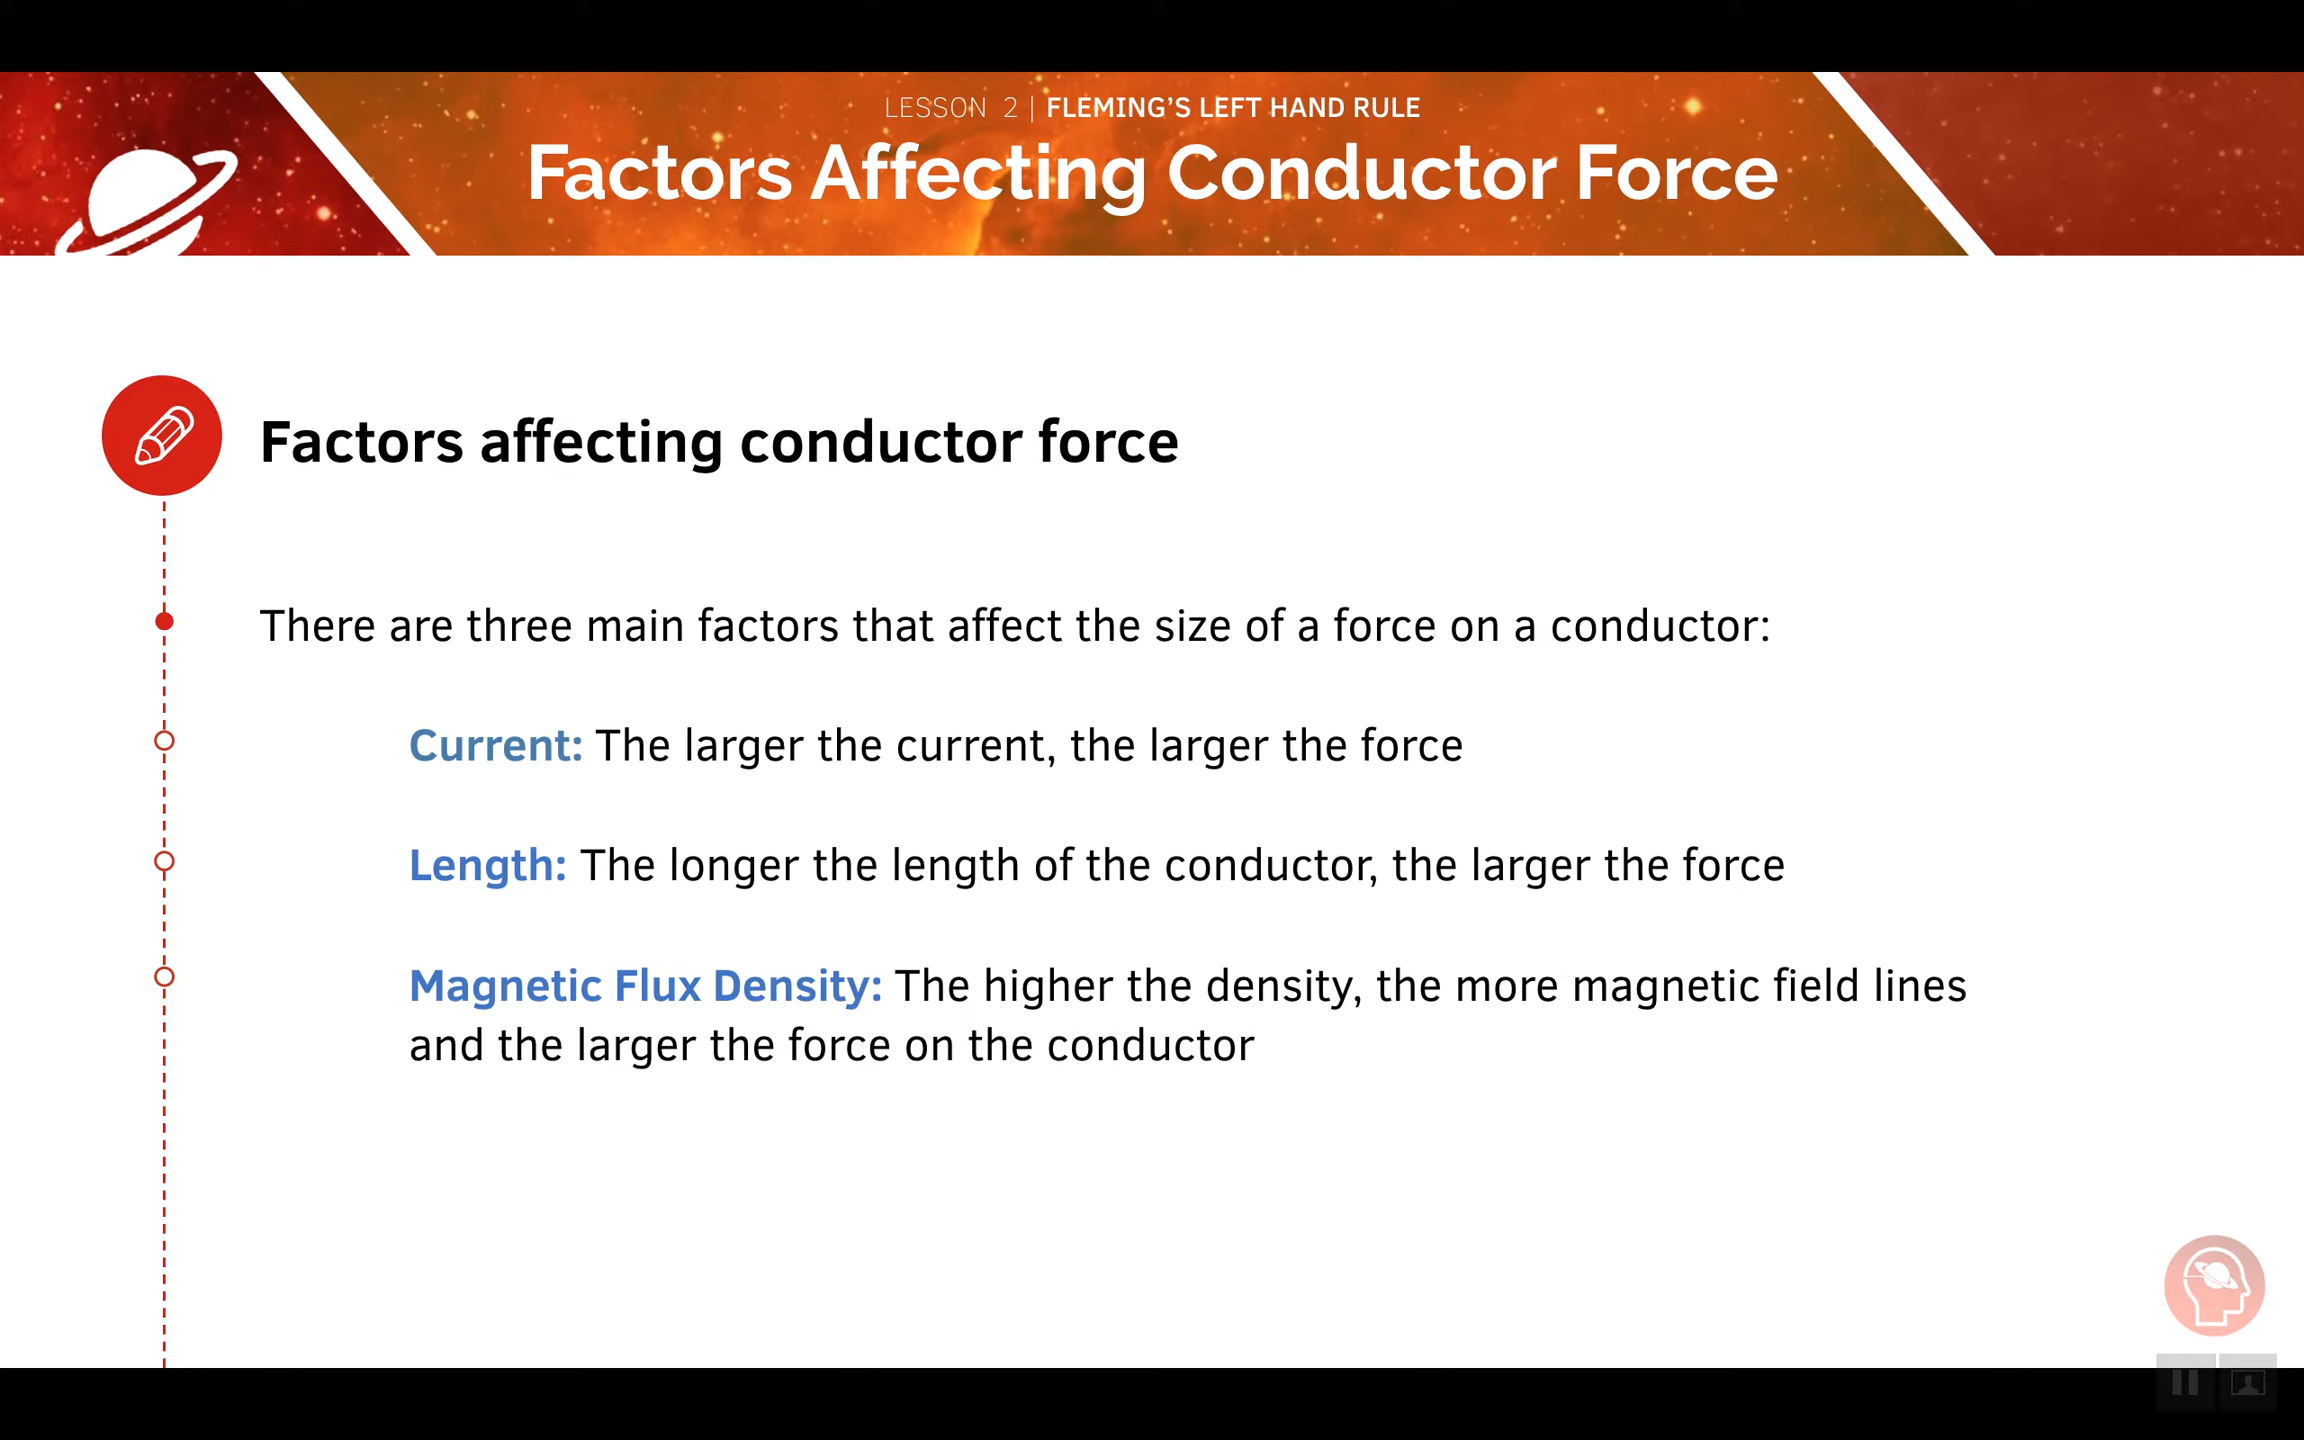 LESSON 2 | FLEMING’S LEFT HAND RULE
Factors Affecting Conductor Force
Factors affecting conductor force
There are three main factors that affect the size of a force on a conductor:
Current: The larger the current, the larger the force
Length: The longer the length of the conductor, the larger the force
Magnetic Flux Density: The higher the density, the more magnetic field lines
and the larger the force on the conductor